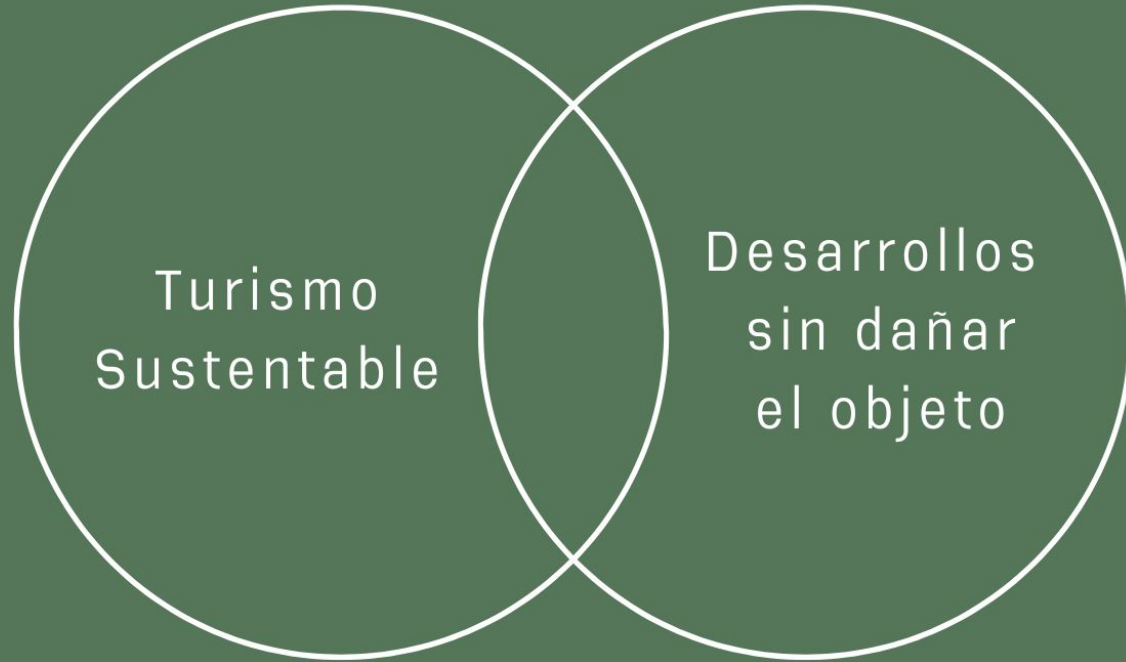 Turismo
Sustentable
Desarrollos
sin dañar
el objeto